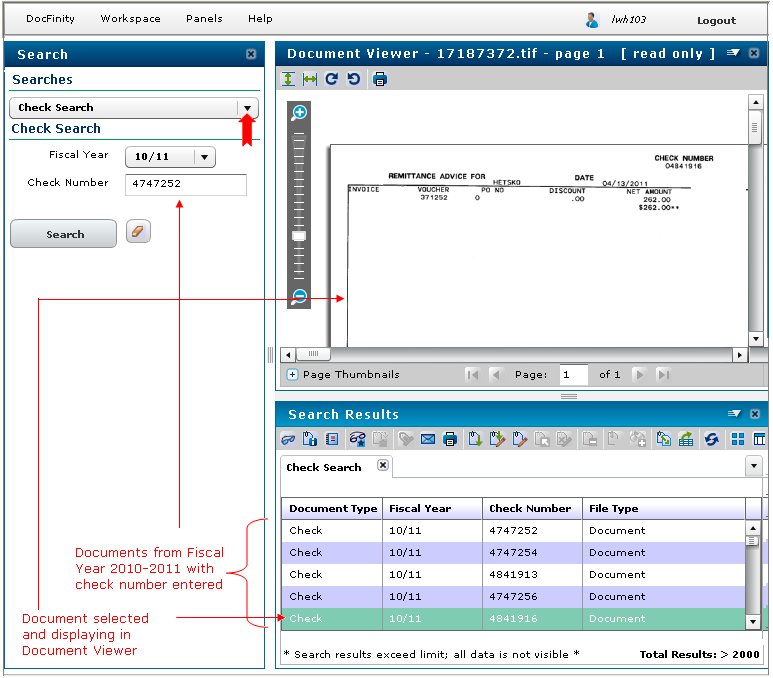 DocFinity Workspace Panels Help lwh103 Logout
Search
Searches
Check Search
Check Search
Fiscal Year 10/11
Check Number 4747252
Search
Documents from Fiscal
Year 2010-2011 with
check number entered
Document selected
and displaying in
Document Viewer
Document Viewer - 17187372.tif - page 1 [ read only ]
CHECK NUMBER
04841916
REMITTANCE ADVICE FOR HETSKO DATE 04/13/2011
INVOICE VOUCHER PO NO DISCOUNT NET AMOUNT
371252 0 .00 262.00
$262.00**
Page Thumbnails Page: 1 of 1
Search Results
Check Search
Document Type Fiscal Year Check Number File Type
Check 10/11 4747252 Document
Check 10/11 4747254 Document
Check 10/11 4841913 Document
Check 10/11 4747256 Document
Check 10/11 4841916 Document
* Search results exceed limit; all data is not visible * Total Results: > 2000